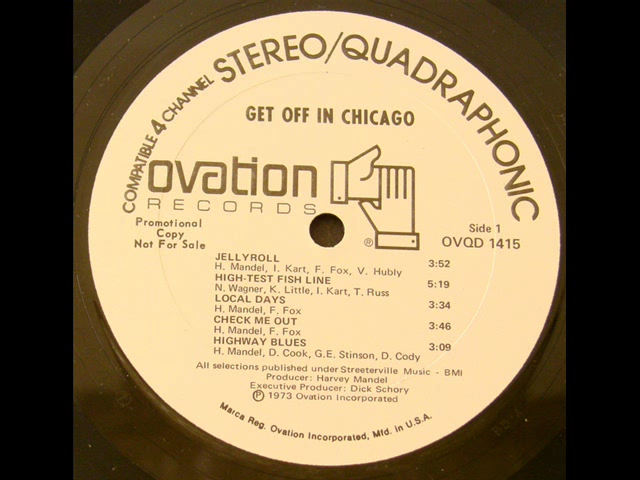 COMPATIBLE 4 CHANNEL STEREO/QUADRAPHONIC
GET OFF IN CHICAGO
ovation
RECORDS
®
Promotional
Copy
Not For Sale
Side 1
OVQD 1415
JELLYROLL 3:52
H. Mandel, I. Kart, F. Fox, V. Hubly
HIGH-TEST FISH LINE 5:19
N. Wagner, K. Little, I. Kart, T. Russ
LOCAL DAYS 3:34
H. Mandel, F. Fox
CHECK ME OUT 3:46
H. Mandel, F. Fox
HIGHWAY BLUES 3:09
H. Mandel, D. Cook, G.E. Stinson, D. Cody
All selections published under Streeterville Music - BMI
Producer: Harvey Mandel
Executive Producer: Dick Schory
℗ 1973 Ovation Incorporated
Marca Reg. Ovation Incorporated, Mfd. in U.S.A.